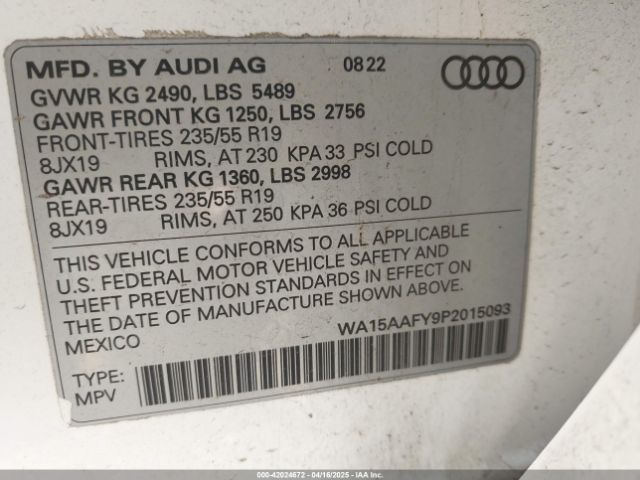 MFD. BY AUDI AG 08 22
GVWR KG 2490, LBS 5489
GAWR FRONT KG 1250, LBS 2756
FRONT-TIRES 235/55 R19
8JX19 RIMS, AT 230 KPA 33 PSI COLD
GAWR REAR KG 1360, LBS 2998
REAR-TIRES 235/55 R19
8JX19 RIMS, AT 250 KPA 36 PSI COLD
THIS VEHICLE CONFORMS TO ALL APPLICABLE
U.S. FEDERAL MOTOR VEHICLE SAFETY AND
THEFT PREVENTION STANDARDS IN EFFECT ON
THE DATE OF MANUFACTURE SHOWN ABOVE.
MEXICO WA15AAFY9P2015093
TYPE:
MPV
000-42024672 - 04/16/2025 - IAAI.COM